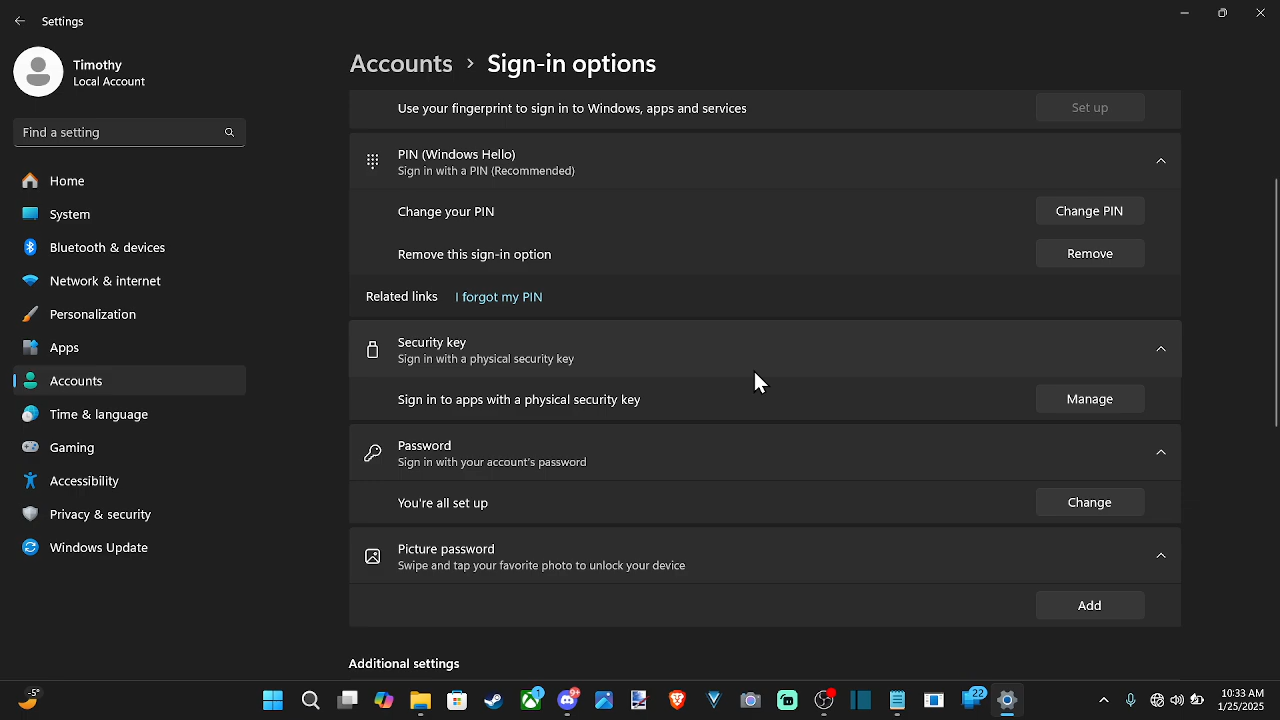 Settings
Timothy
Local Account
Find a setting
Home
System
Bluetooth & devices
Network & internet
Personalization
Apps
Accounts
Time & language
Gaming
Accessibility
Privacy & security
Windows Update
Accounts > Sign-in options
Use your fingerprint to sign in to Windows, apps and services
Set up
PIN (Windows Hello)
Sign in with a PIN (Recommended)
Change your PIN
Change PIN
Remove this sign-in option
Remove
Related links I forgot my PIN
Security key
Sign in with a physical security key
Sign in to apps with a physical security key
Manage
Password
Sign in with your account's password
You're all set up
Change
Picture password
Swipe and tap your favorite photo to unlock your device
Add
Additional settings
-5°
1
9+
22
10:33 AM
1/25/2025